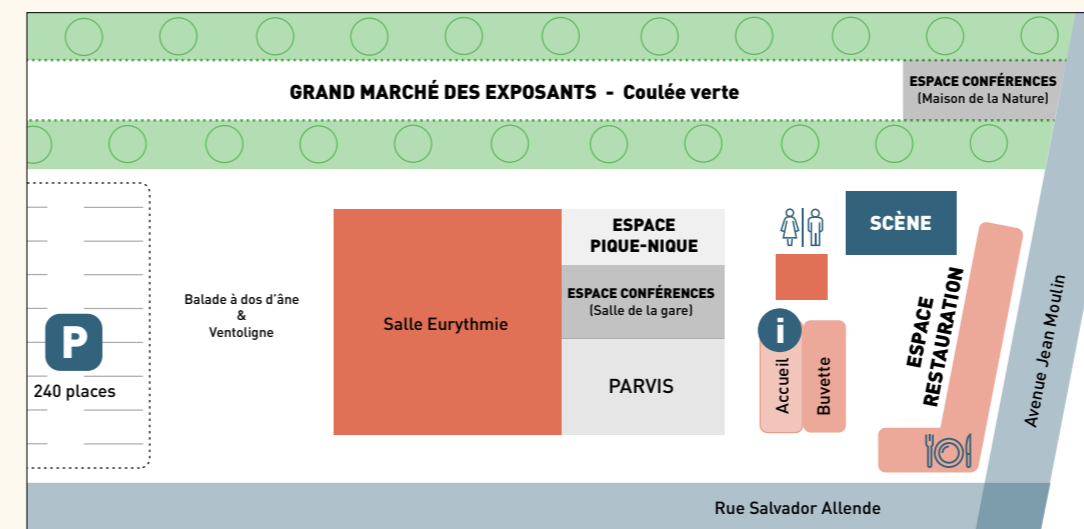 GRAND MARCHÉ DES EXPOSANTS - Coulée verte
ESPACE CONFÉRENCES
(Maison de la Nature)
ESPACE
PIQUE-NIQUE
SCÈNE
ESPACE CONFÉRENCES
(Salle de la gare)
Balade à dos d'âne
&
Ventoligne
Salle Eurythmie
P
240 places
PARVIS
i
Accueil
Buvette
ESPACE
RESTAURATION
Avenue Jean Moulin
Rue Salvador Allende